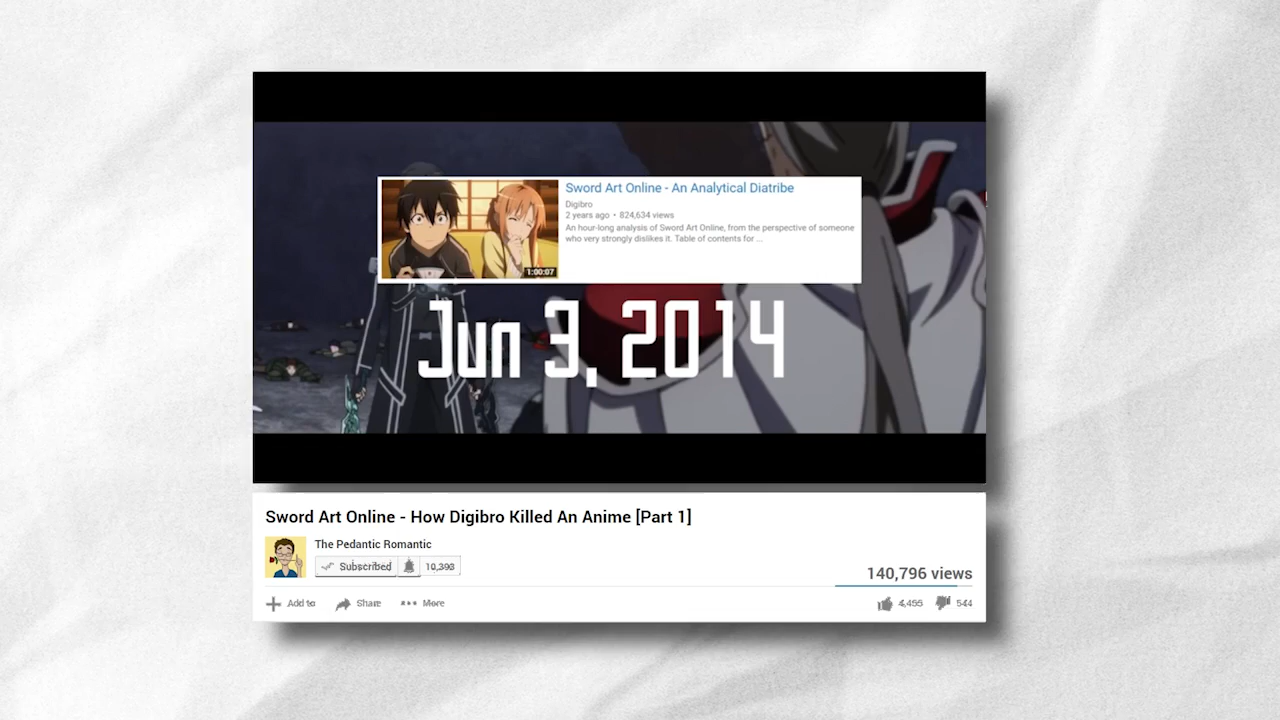 Sword Art Online - An Analytical Diatribe
Digibro
2 years ago • 824,634 views
An hour-long analysis of Sword Art Online, from the perspective of someone
who very strongly dislikes it. Table of contents for ...
1:00:07
Jun 3, 2014
Sword Art Online - How Digibro Killed An Anime [Part 1]
The Pedantic Romantic
Subscribed 10,393
140,796 views
Add to Share More
4,455 544